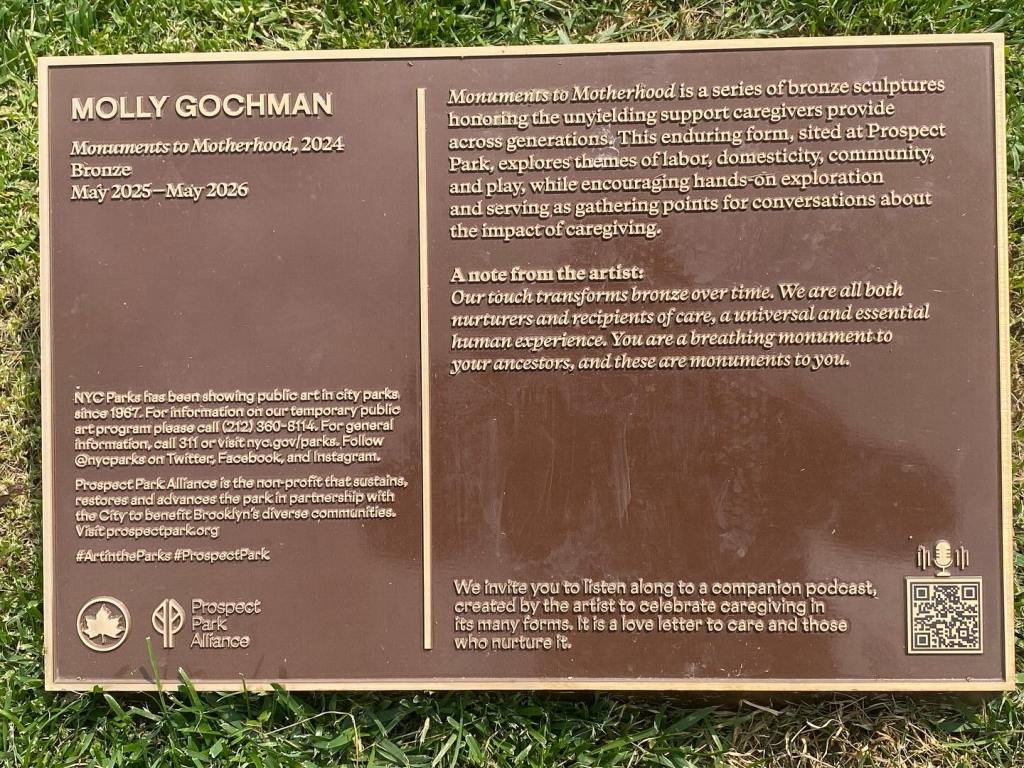 MOLLY GOCHMAN
Monuments to Motherhood, 2024
Bronze
May 2025—May 2026
NYC Parks has been showing public art in city parks
since 1967. For information on our temporary public
art program please call (212) 360-8114. For general
information, call 311 or visit nyc.gov/parks. Follow
@nycparks on Twitter, Facebook, and Instagram.
Prospect Park Alliance is the non-profit that sustains,
restores and advances the park in partnership with
the City to benefit Brooklyn's diverse communities.
Visit prospectpark.org
#ArtintheParks #ProspectPark
Prospect
Park
Alliance
Monuments to Motherhood is a series of bronze sculptures
honoring the unyielding support caregivers provide
across generations. This enduring form, sited at Prospect
Park, explores themes of labor, domesticity, community,
and play, while encouraging hands-on exploration
and serving as gathering points for conversations about
the impact of caregiving.
A note from the artist:
Our touch transforms bronze over time. We are all both
nurturers and recipients of care, a universal and essential
human experience. You are a breathing monument to
your ancestors, and these are monuments to you.
We invite you to listen along to a companion podcast,
created by the artist to celebrate caregiving in
its many forms. It is a love letter to care and those
who nurture it.